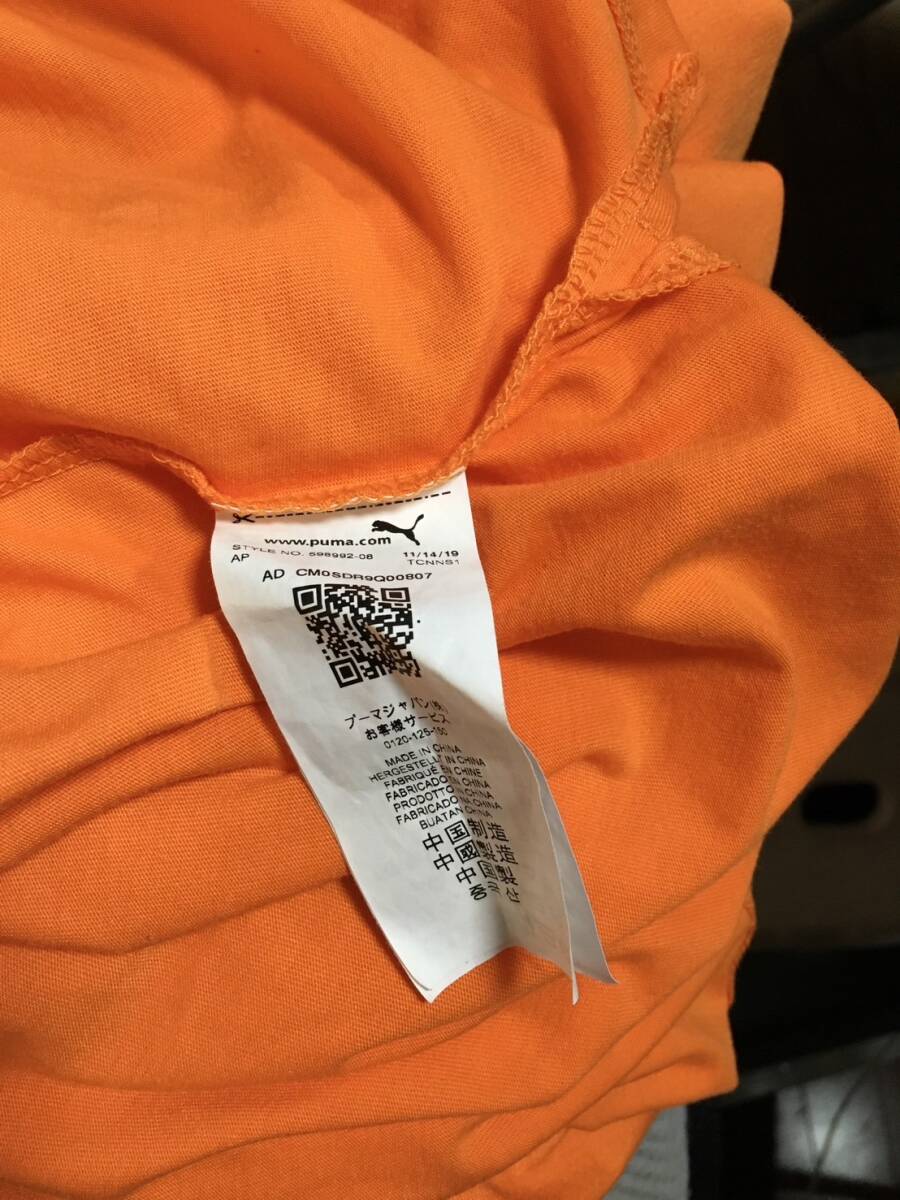 www.puma.com
STYLE NO. 598992-08 11/14/19
AP TCNNS1
AD CM0SDR9Q00807
プーマジャパン(株)
お客様サービス
0120-125-150
MADE IN CHINA
HERGESTELLT IN CHINA
FABRIQUÉ EN CHINE
FABRICADO EN CHINA
PRODOTTO IN CHINA
FABRICADO NA CHINA
BUATAN CHINA
中国制造
中國製造
中国製
중국산